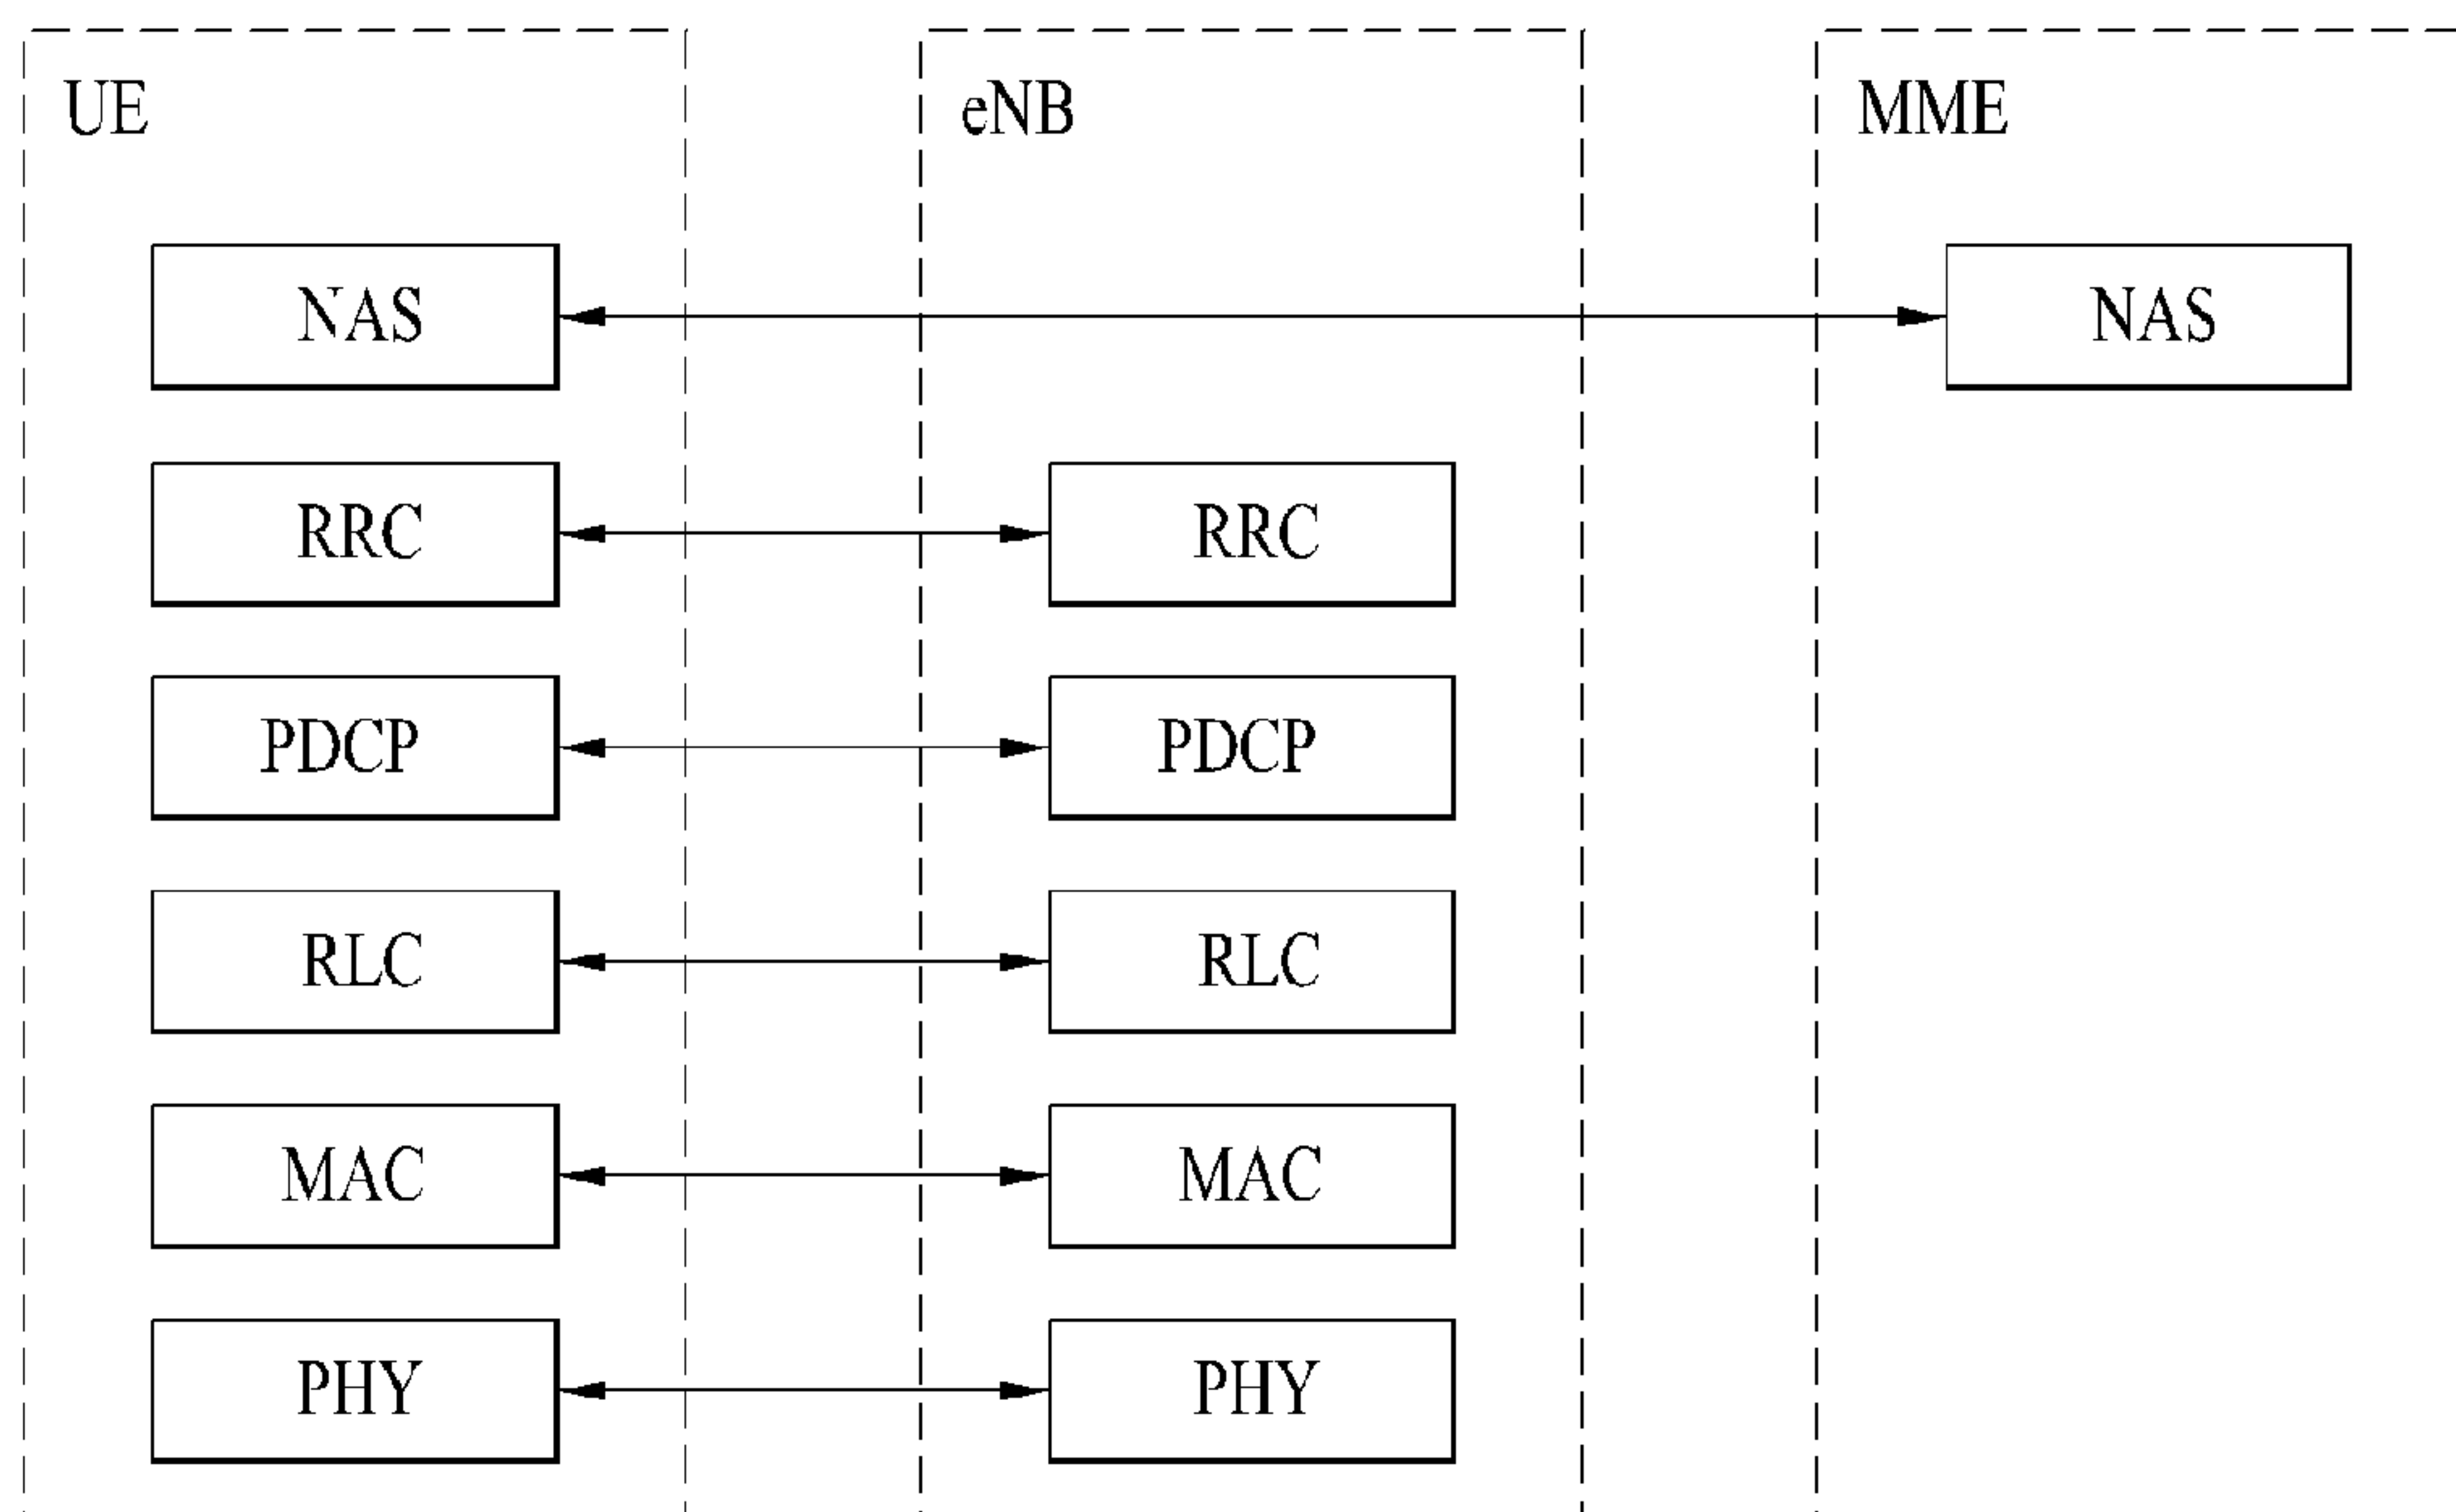 UE eNB MME
NAS NAS
RRC RRC
PDCP PDCP
RLC RLC
MAC MAC
PHY PHY